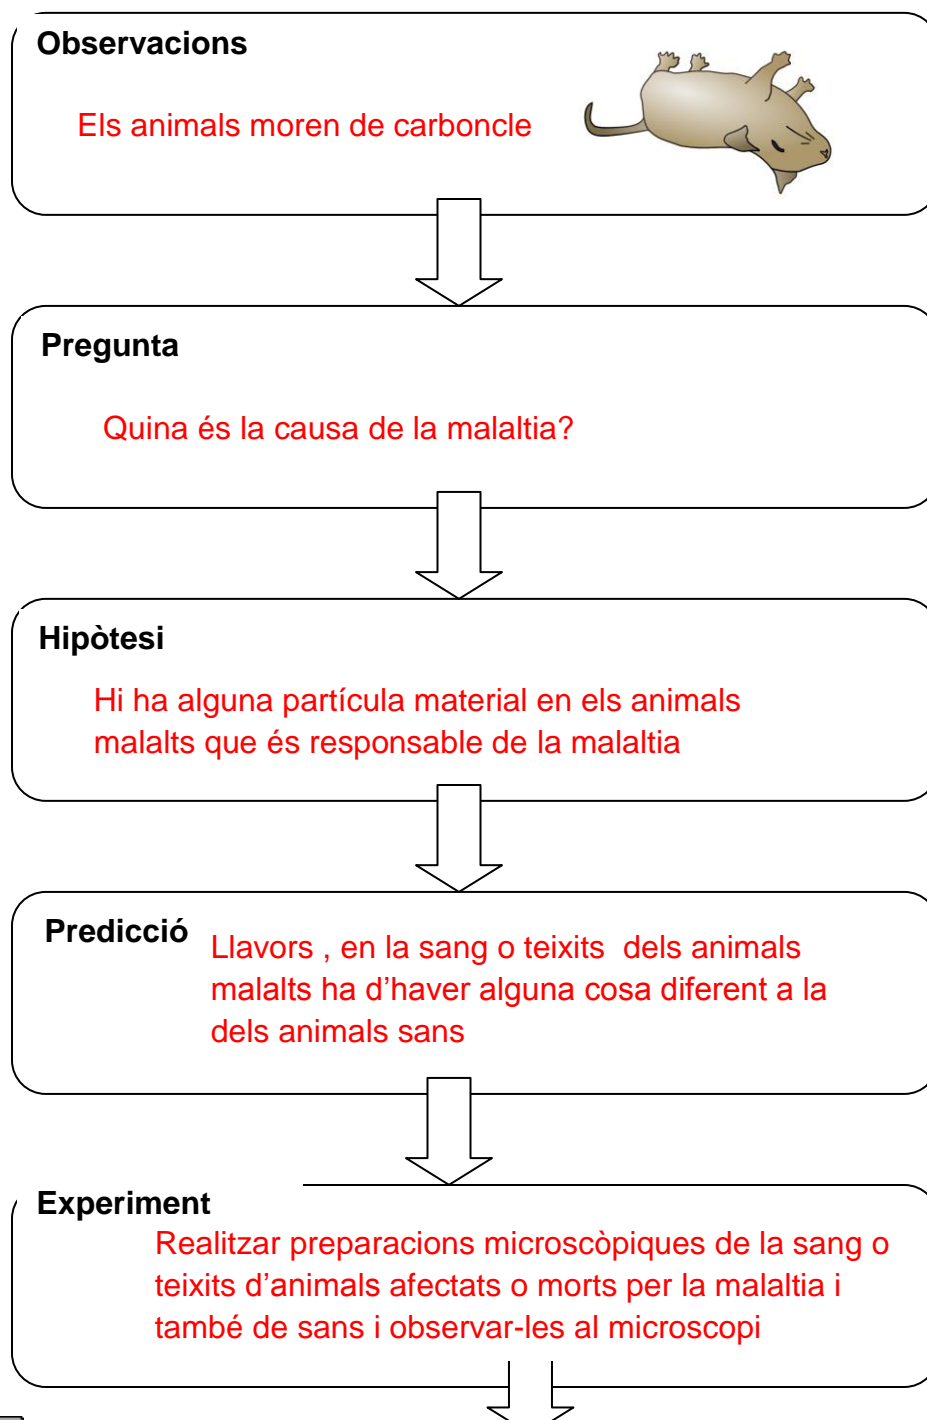 Observacions
Els animals moren de carboncle
Pregunta
Quina és la causa de la malaltia?
Hipòtesi
Hi ha alguna partícula material en els animals
malalts que és responsable de la malaltia
Predicció
Llavors , en la sang o teixits dels animals
malalts ha d’haver alguna cosa diferent a la
dels animals sans
Experiment
Realitzar preparacions microscòpiques de la sang o
teixits d’animals afectats o morts per la malaltia i
també de sans i observar-les al microscopi